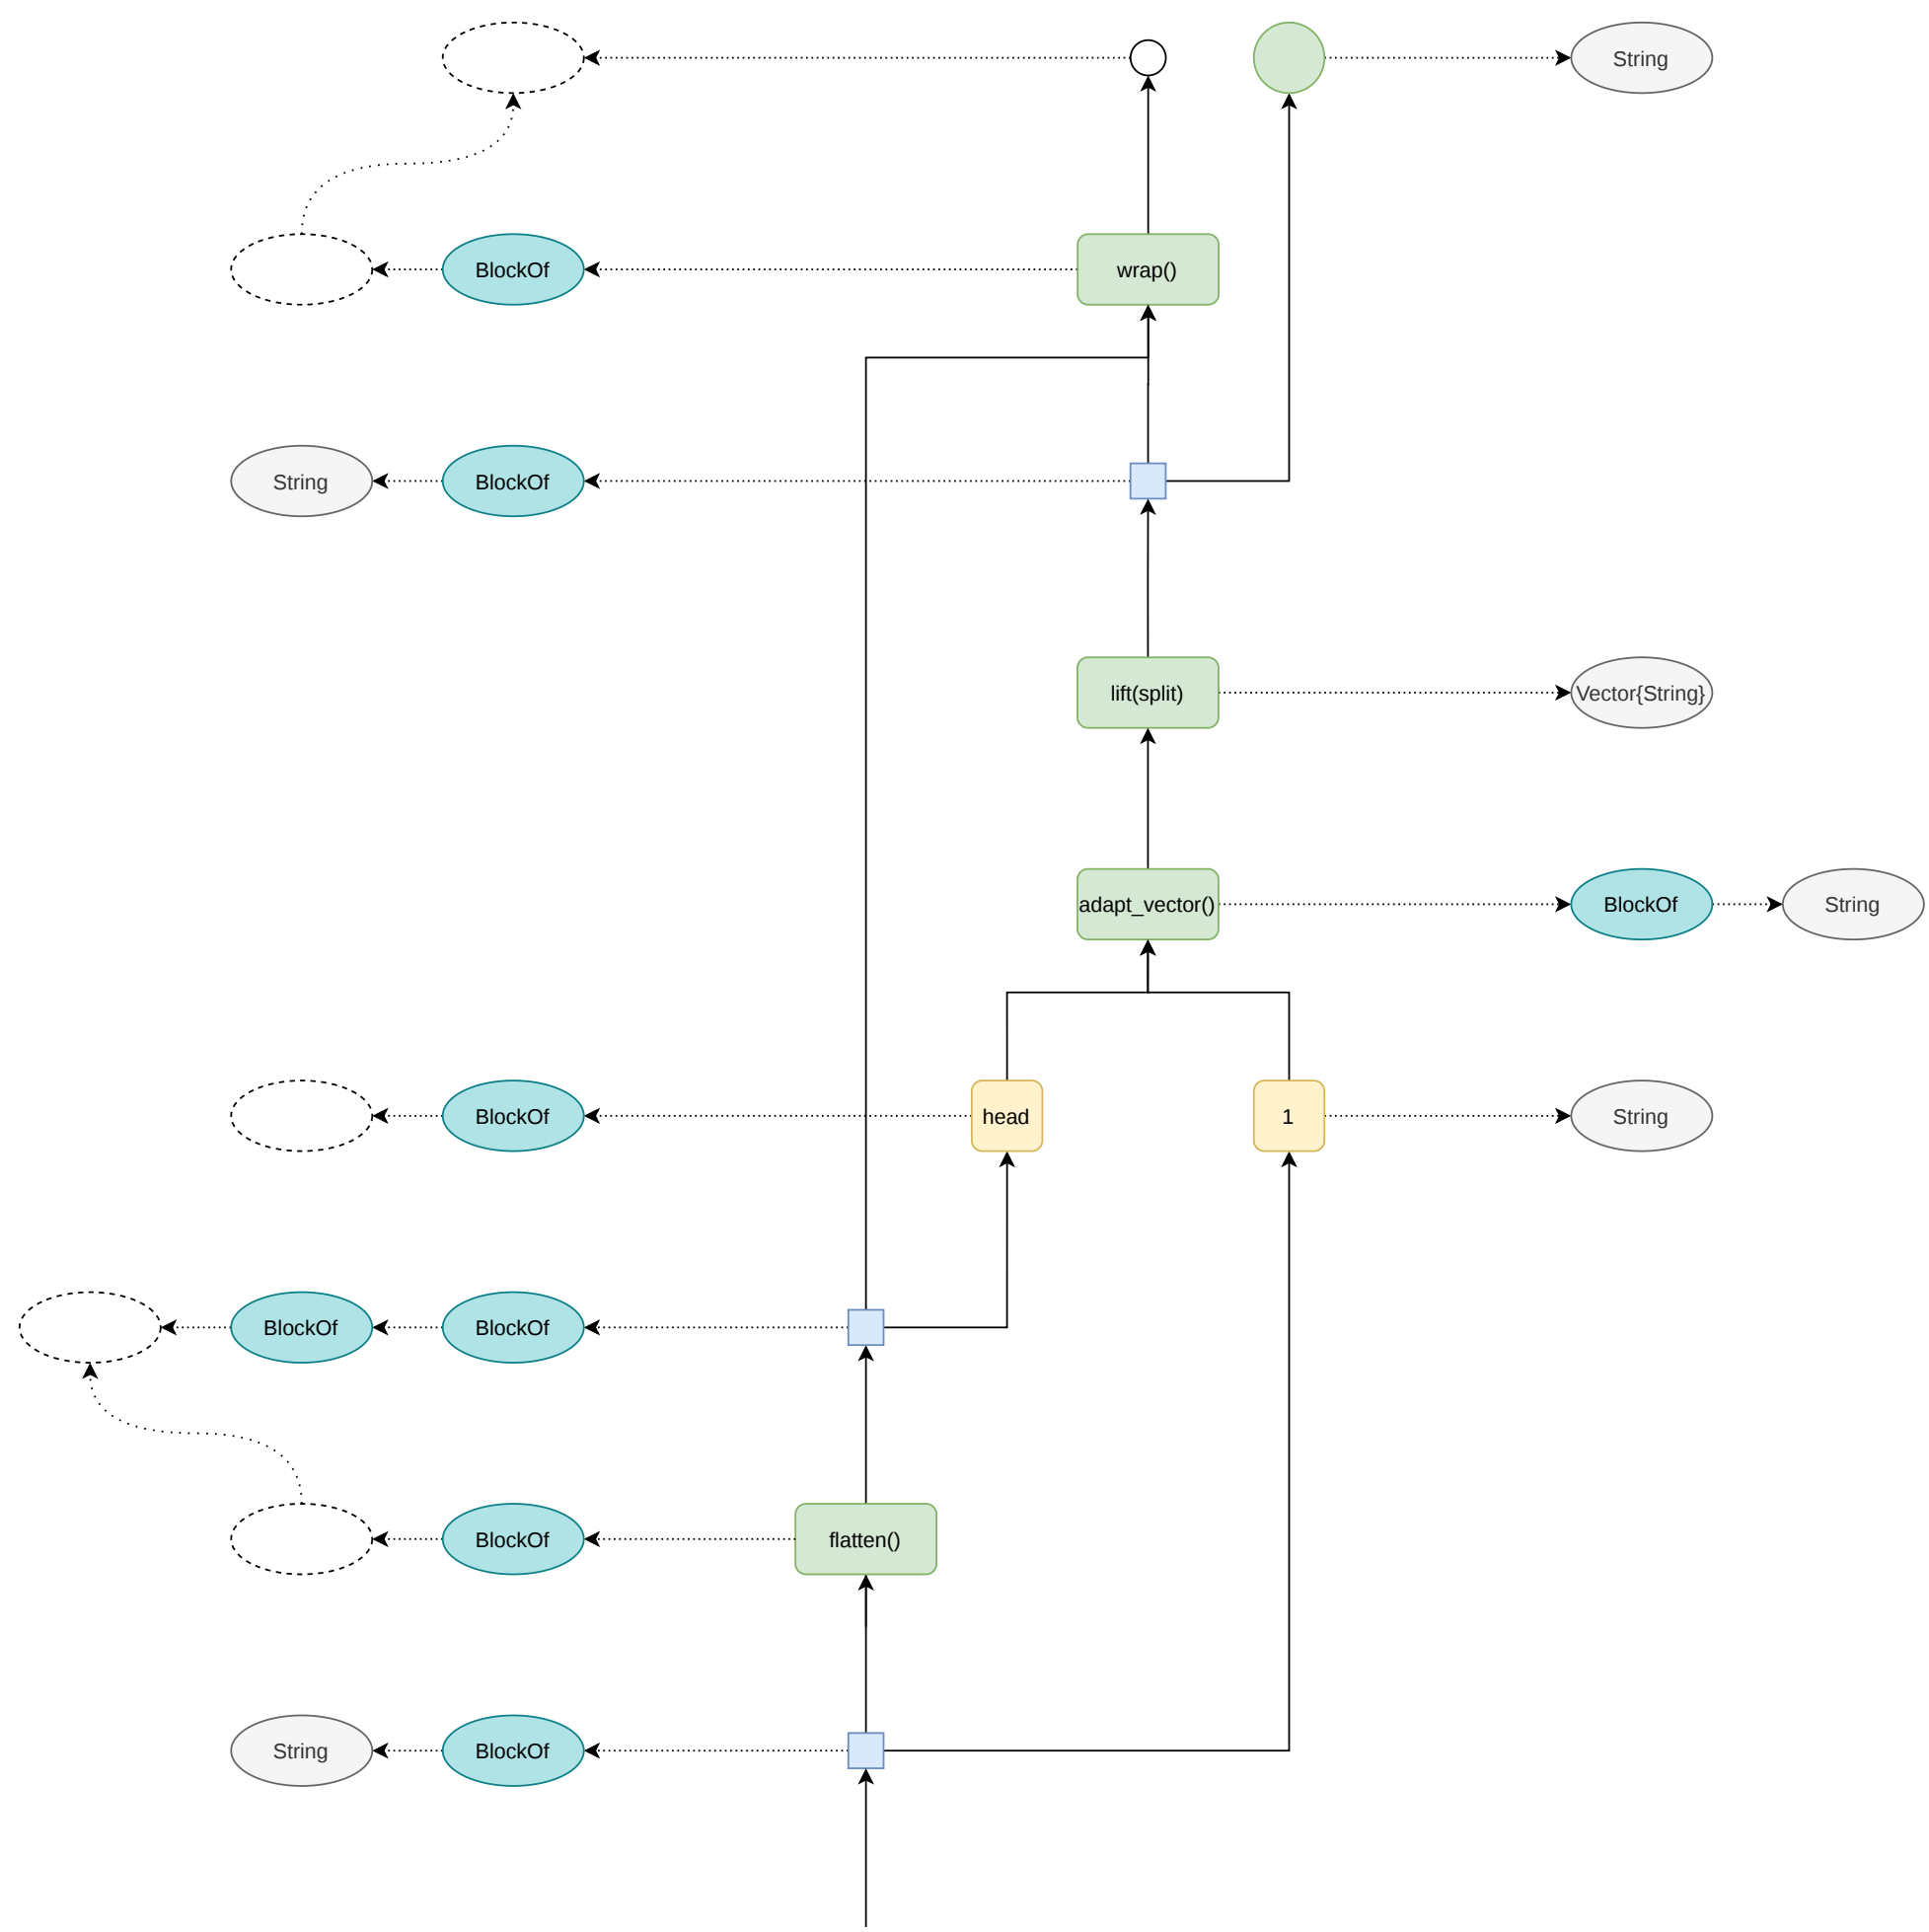 String
BlockOf
wrap()
String
BlockOf
lift(split)
Vector{String}
adapt_vector()
BlockOf
String
BlockOf
head
1
String
BlockOf
BlockOf
BlockOf
flatten()
String
BlockOf